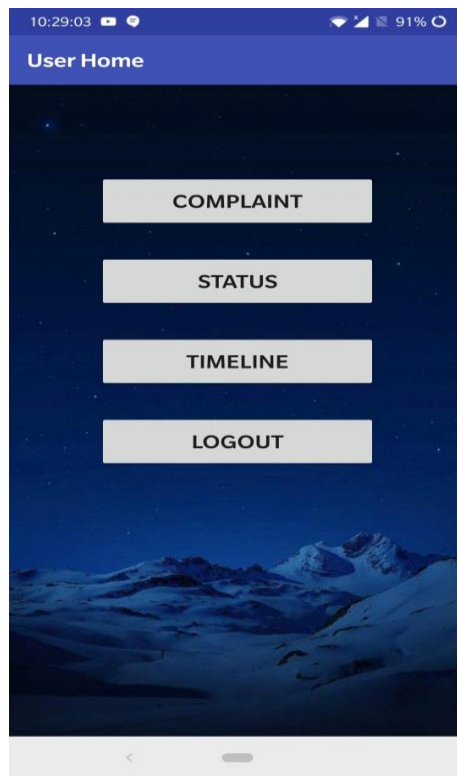 10:29:03 91%
User Home
COMPLAINT
STATUS
TIMELINE
LOGOUT